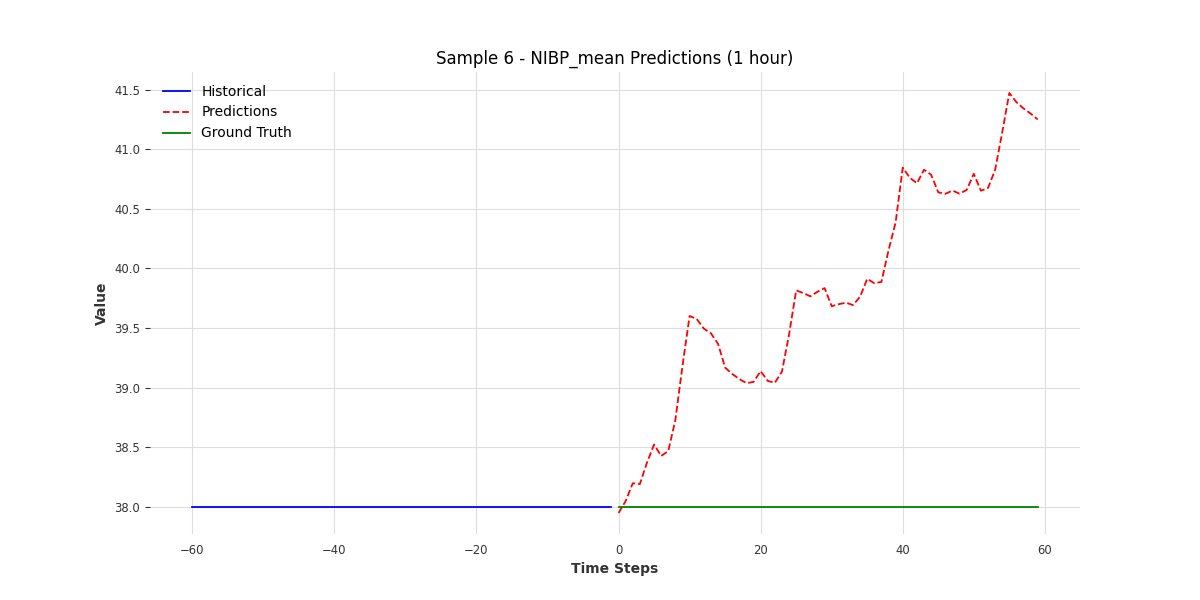 Sample 6 - NIBP_mean Predictions (1 hour)
Historical
Predictions
Ground Truth
41.5
41.0
40.5
40.0
39.5
39.0
38.5
38.0
Value
−60 −40 −20 0 20 40 60
Time Steps